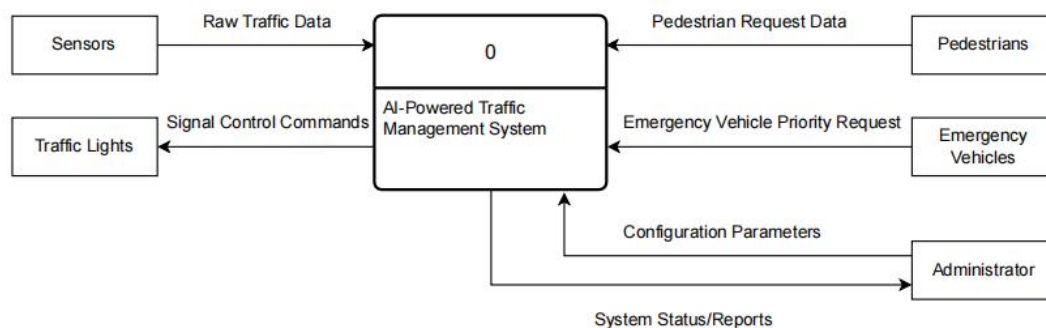 Sensors
Raw Traffic Data
0
Pedestrian Request Data
Pedestrians
AI-Powered Traffic
Management System
Traffic Lights
Signal Control Commands
Emergency Vehicle Priority Request
Emergency
Vehicles
Configuration Parameters
Administrator
System Status/Reports